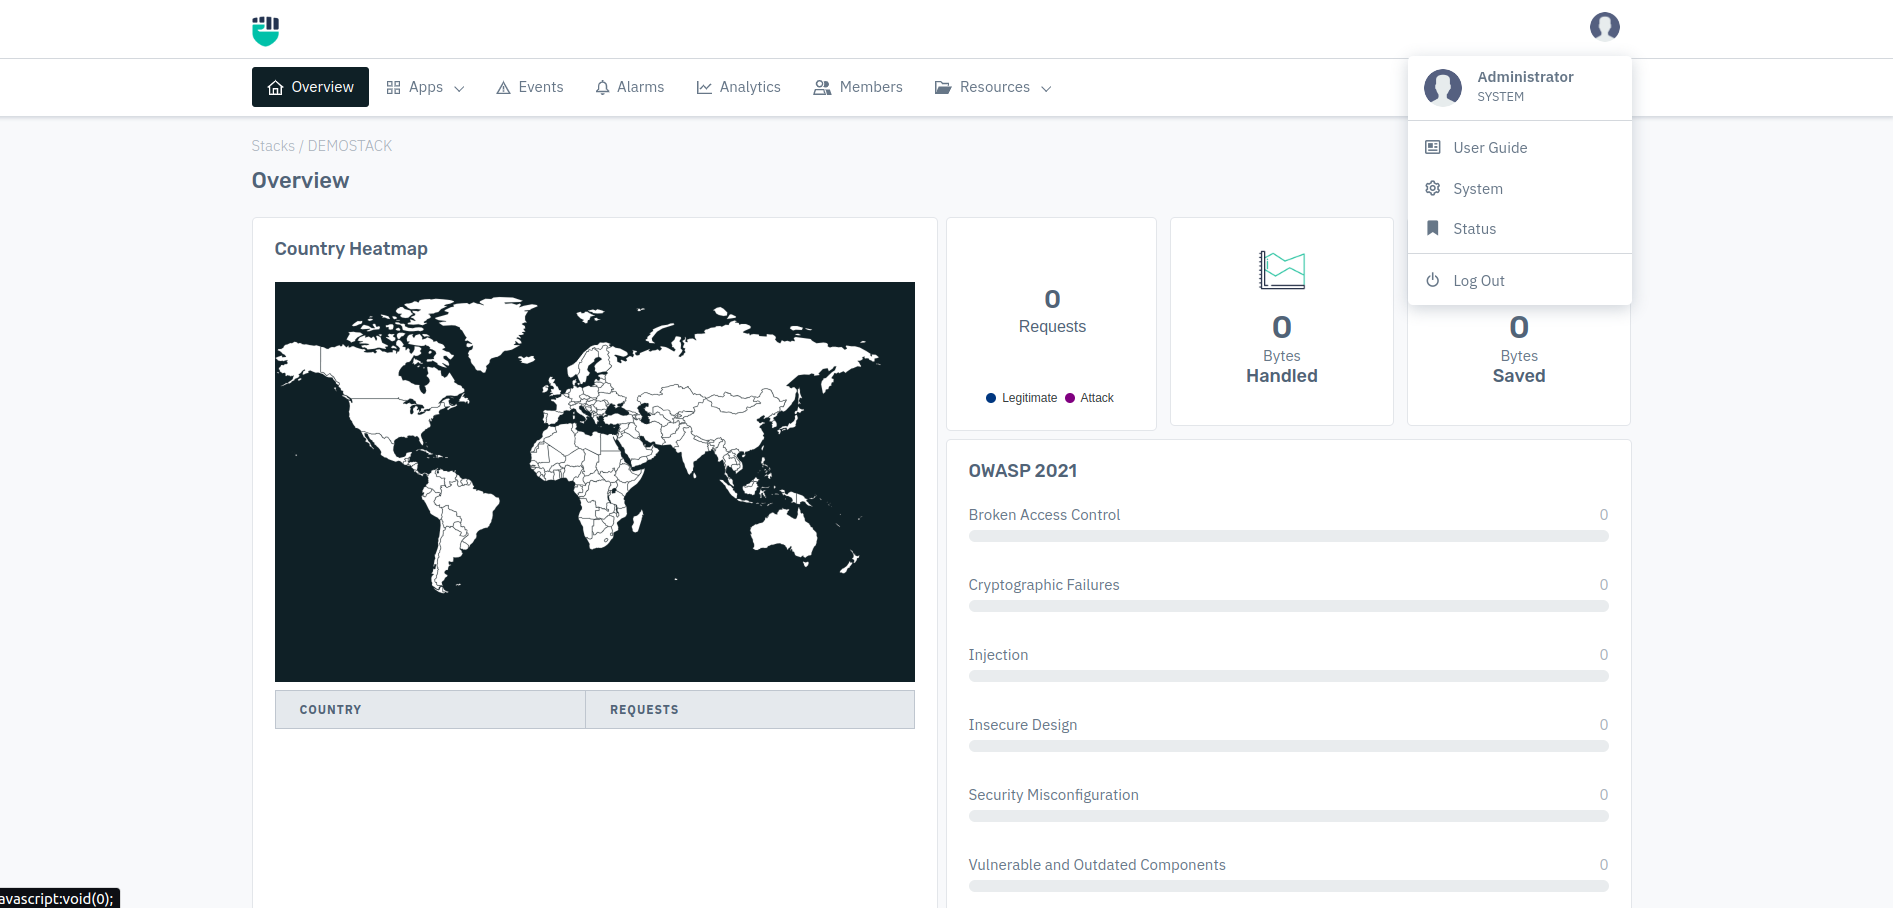 Overview
Apps
Events
Alarms
Analytics
Members
Resources
Administrator
SYSTEM
User Guide
System
Status
Log Out
Stacks / DEMOSTACK
Overview
Country Heatmap
COUNTRY
REQUESTS
0
Requests
Legitimate
Attack
0
Bytes
Handled
0
Bytes
Saved
OWASP 2021
Broken Access Control 0
Cryptographic Failures 0
Injection 0
Insecure Design 0
Security Misconfiguration 0
Vulnerable and Outdated Components 0
avascript:void(0);